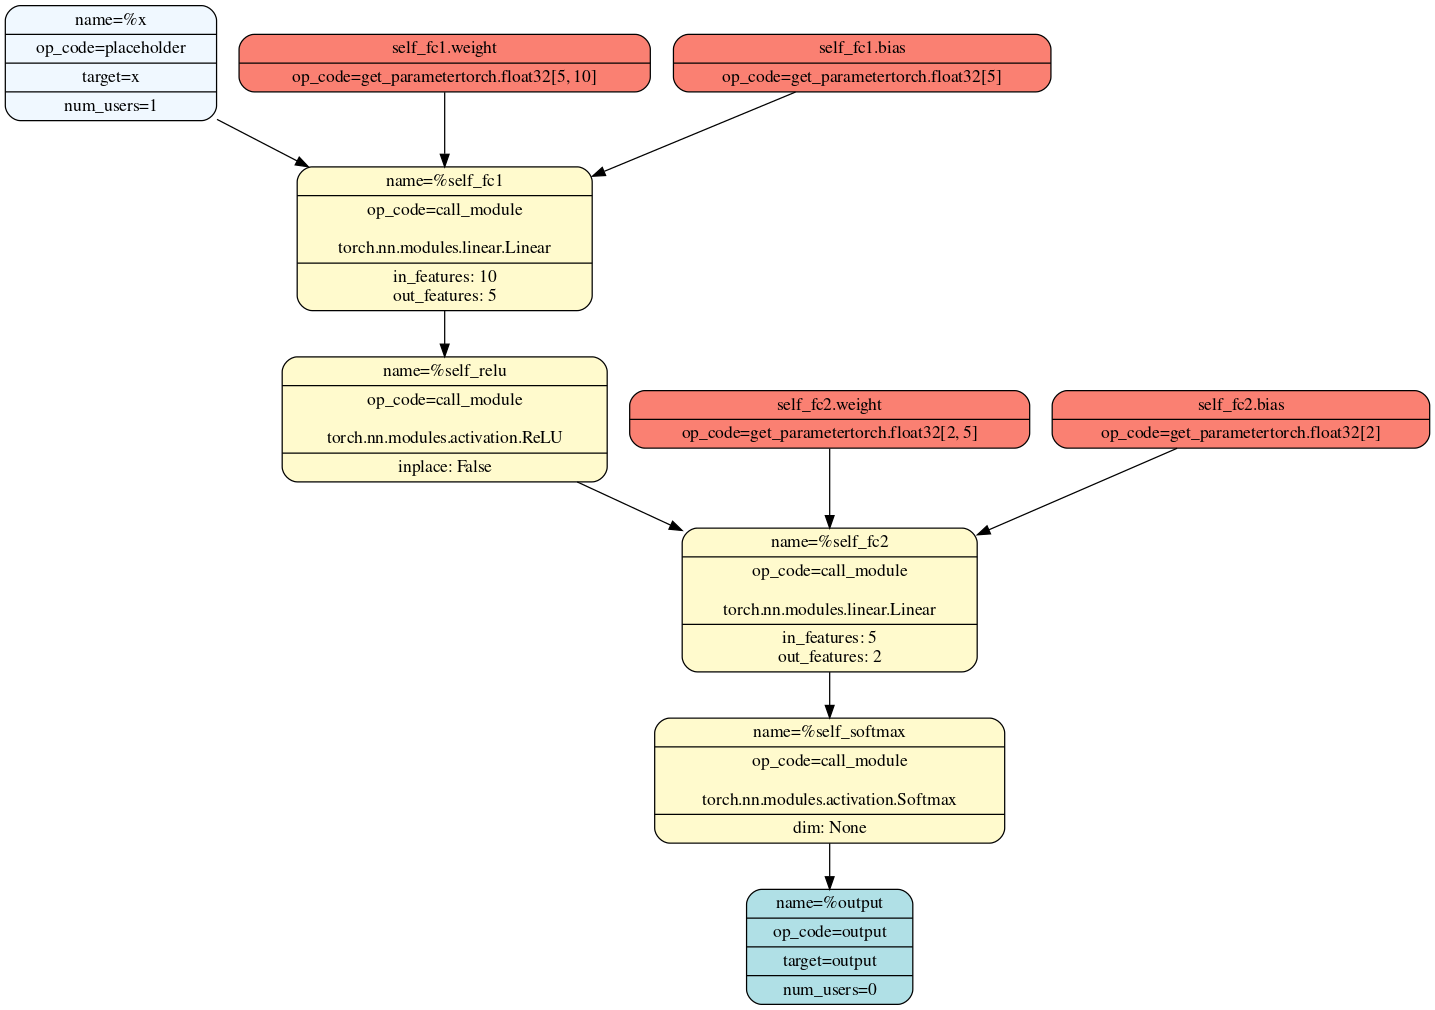 name=%x
op_code=placeholder
target=x
num_users=1
self_fc1.weight
op_code=get_parametertorch.float32[5, 10]
self_fc1.bias
op_code=get_parametertorch.float32[5]
name=%self_fc1
op_code=call_module
torch.nn.modules.linear.Linear
in_features: 10
out_features: 5
name=%self_relu
op_code=call_module
torch.nn.modules.activation.ReLU
inplace: False
self_fc2.weight
op_code=get_parametertorch.float32[2, 5]
self_fc2.bias
op_code=get_parametertorch.float32[2]
name=%self_fc2
op_code=call_module
torch.nn.modules.linear.Linear
in_features: 5
out_features: 2
name=%self_softmax
op_code=call_module
torch.nn.modules.activation.Softmax
dim: None
name=%output
op_code=output
target=output
num_users=0